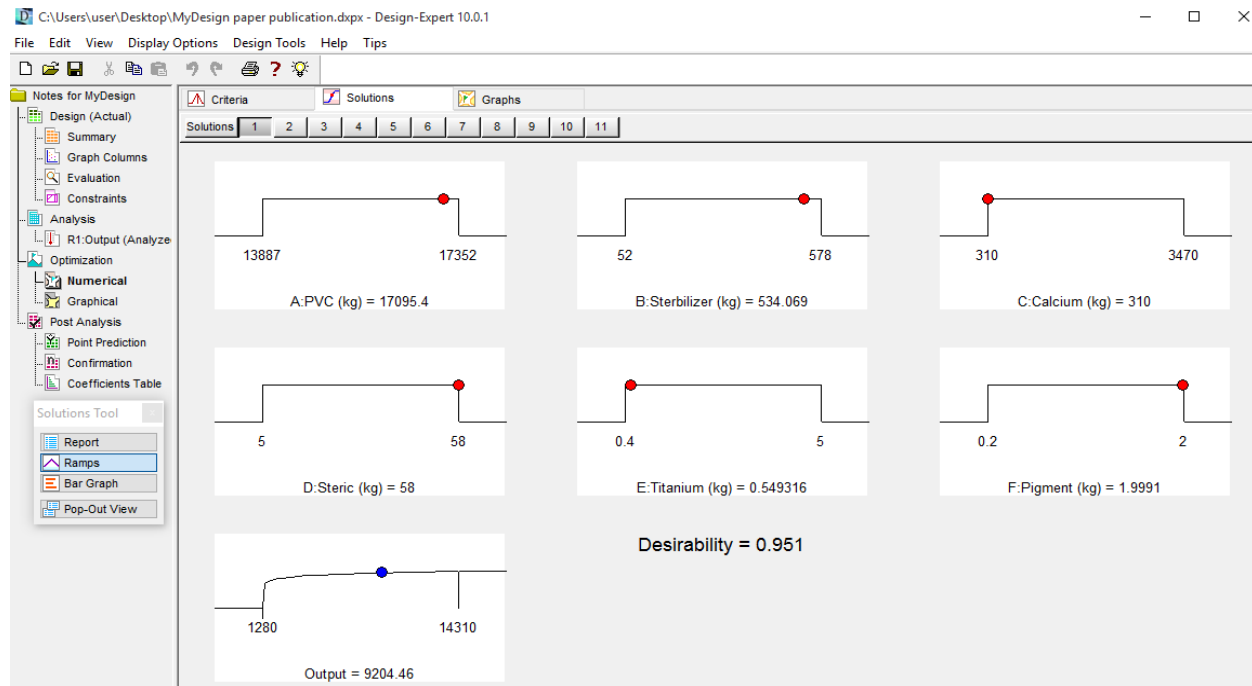 C:\Users\user\Desktop\MyDesign paper publication.dxpx - Design-Expert 10.0.1
File Edit View Display Options Design Tools Help Tips
Notes for MyDesign
Design (Actual)
Summary
Graph Columns
Evaluation
Constraints
Analysis
R1:Output (Analyze
Optimization
Numerical
Graphical
Post Analysis
Point Prediction
Confirmation
Coefficients Table
Solutions Tool
Report
Ramps
Bar Graph
Pop-Out View
Criteria Solutions Graphs
Solutions 1 2 3 4 5 6 7 8 9 10 11
13887 17352
A:PVC (kg) = 17095.4
52 578
B:Sterbilizer (kg) = 534.069
310 3470
C:Calcium (kg) = 310
5 58
D:Steric (kg) = 58
0.4 5
E:Titanium (kg) = 0.549316
0.2 2
F:Pigment (kg) = 1.9991
1280 14310
Output = 9204.46
Desirability = 0.951